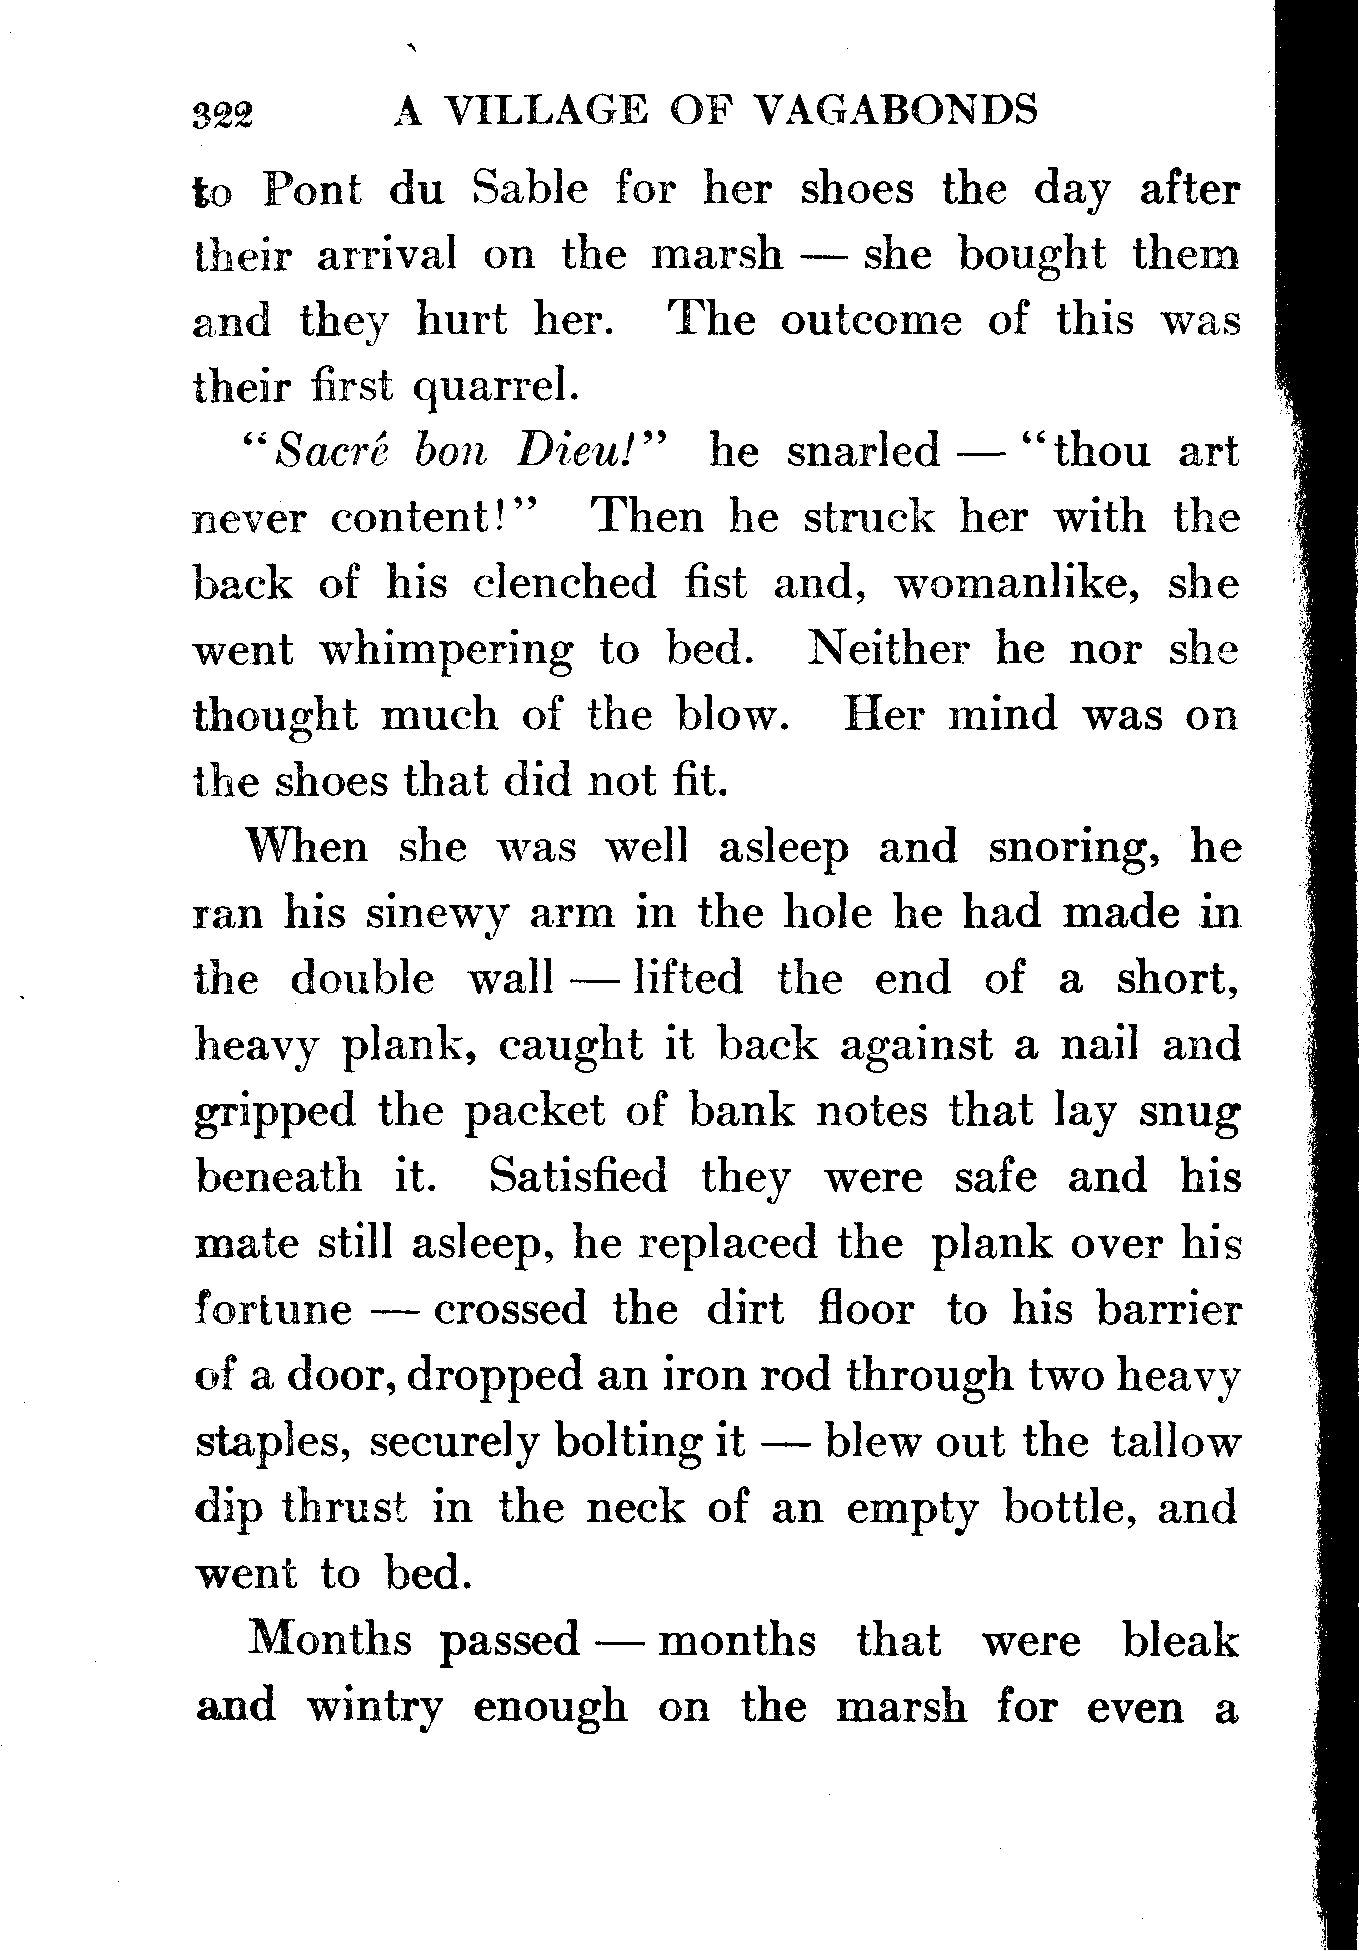 322 A VILLAGE OF VAGABONDS
to Pont du Sable for her shoes the day after
their arrival on the marsh — she bought them
and they hurt her. The outcome of this was
their first quarrel.
“Sacré bon Dieu!” he snarled — “thou art
never content!” Then he struck her with the
back of his clenched fist and, womanlike, she
went whimpering to bed. Neither he nor she
thought much of the blow. Her mind was on
the shoes that did not fit.
When she was well asleep and snoring, he
ran his sinewy arm in the hole he had made in
the double wall — lifted the end of a short,
heavy plank, caught it back against a nail and
gripped the packet of bank notes that lay snug
beneath it. Satisfied they were safe and his
mate still asleep, he replaced the plank over his
fortune — crossed the dirt floor to his barrier
of a door, dropped an iron rod through two heavy
staples, securely bolting it — blew out the tallow
dip thrust in the neck of an empty bottle, and
went to bed.
Months passed — months that were bleak
and wintry enough on the marsh for even a